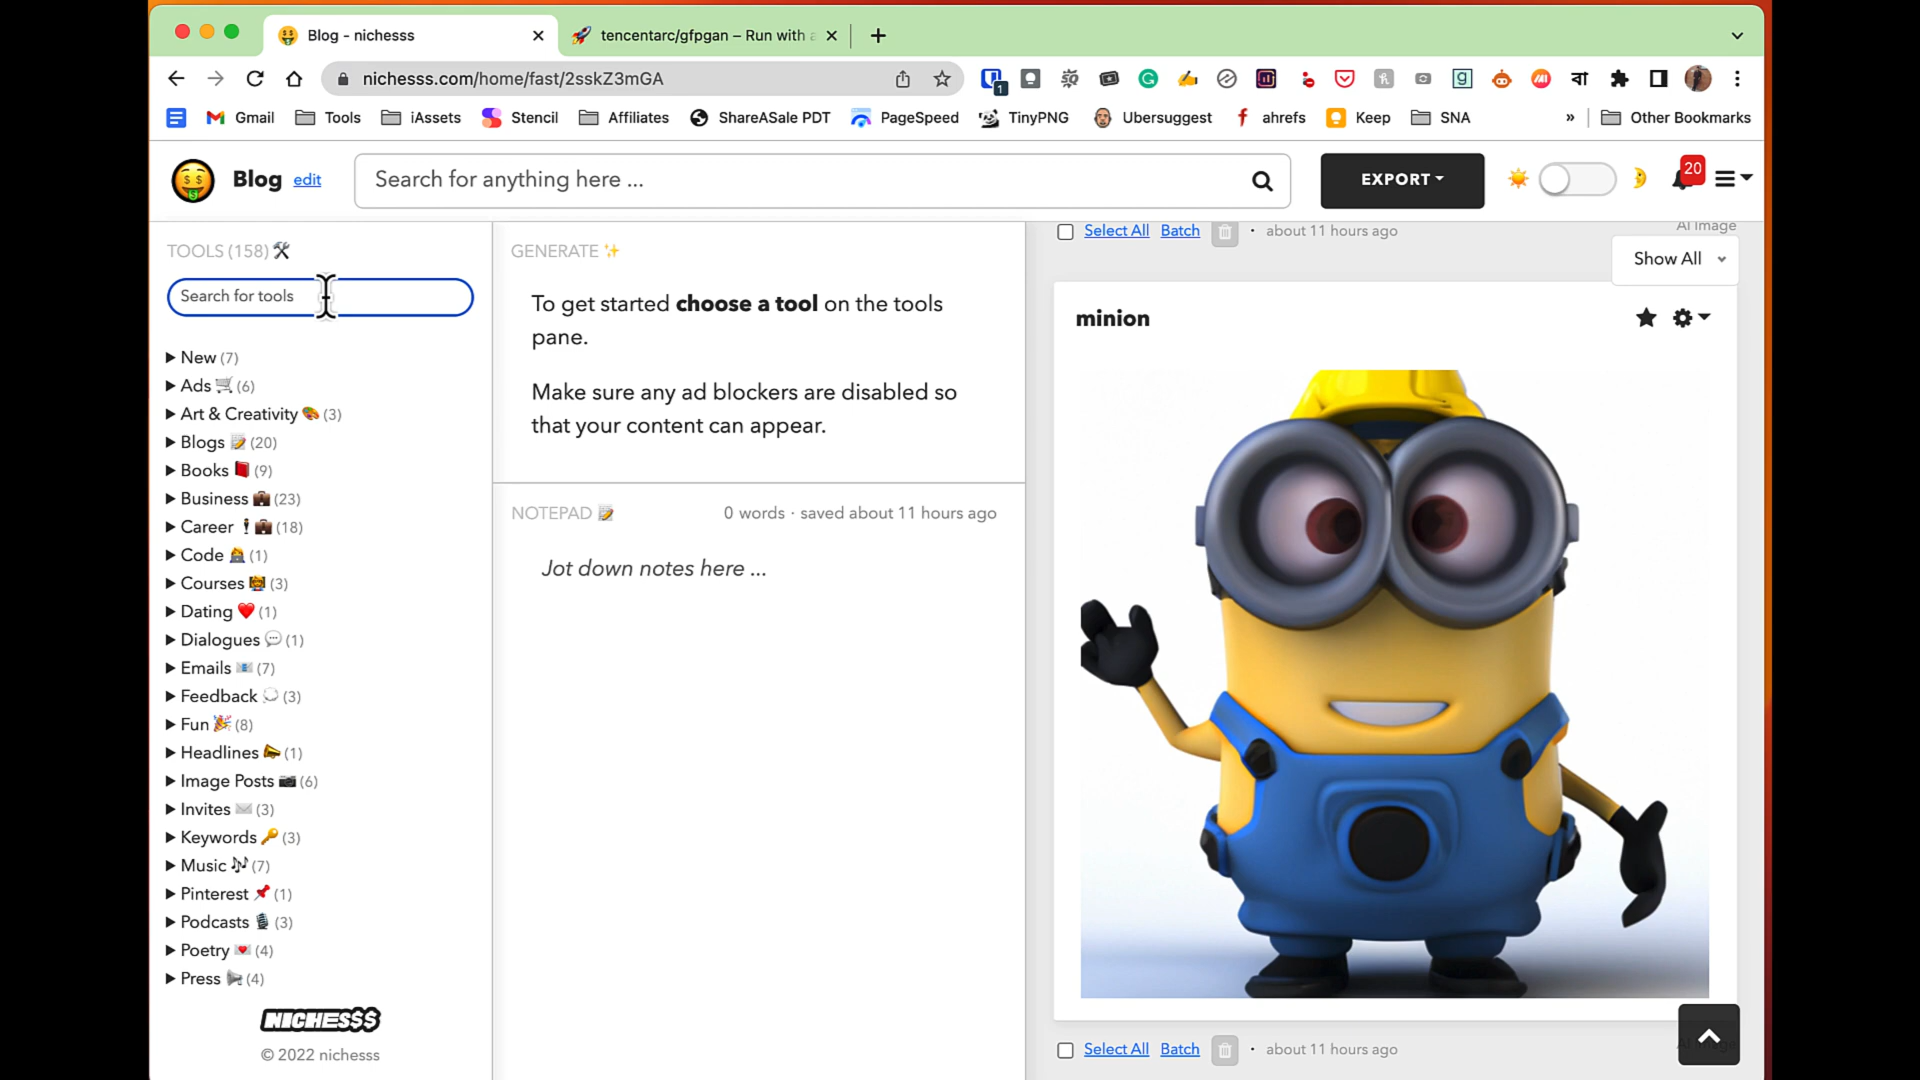 Blog - nichesss
tencentarc/gfpgan – Run with a
nichesss.com/home/fast/2sskZ3mGA
1
Gmail Tools iAssets Stencil Affiliates ShareASale PDT PageSpeed TinyPNG Ubersuggest ahrefs Keep SNA » Other Bookmarks
Blog edit
Search for anything here ...
EXPORT
20
TOOLS (158)
Search for tools
New (7)
Ads (6)
Art & Creativity (3)
Blogs (20)
Books (9)
Business (23)
Career (18)
Code (1)
Courses (3)
Dating (1)
Dialogues (1)
Emails (7)
Feedback (3)
Fun (8)
Headlines (1)
Image Posts (6)
Invites (3)
Keywords (3)
Music (7)
Pinterest (1)
Podcasts (3)
Poetry (4)
Press (4)
NICHES$$
© 2022 nichesss
GENERATE
To get started choose a tool on the tools
pane.
Make sure any ad blockers are disabled so
that your content can appear.
NOTEPAD
0 words · saved about 11 hours ago
Jot down notes here ...
Select All Batch · about 11 hours ago
AI Image
Show All
minion
Select All Batch · about 11 hours ago